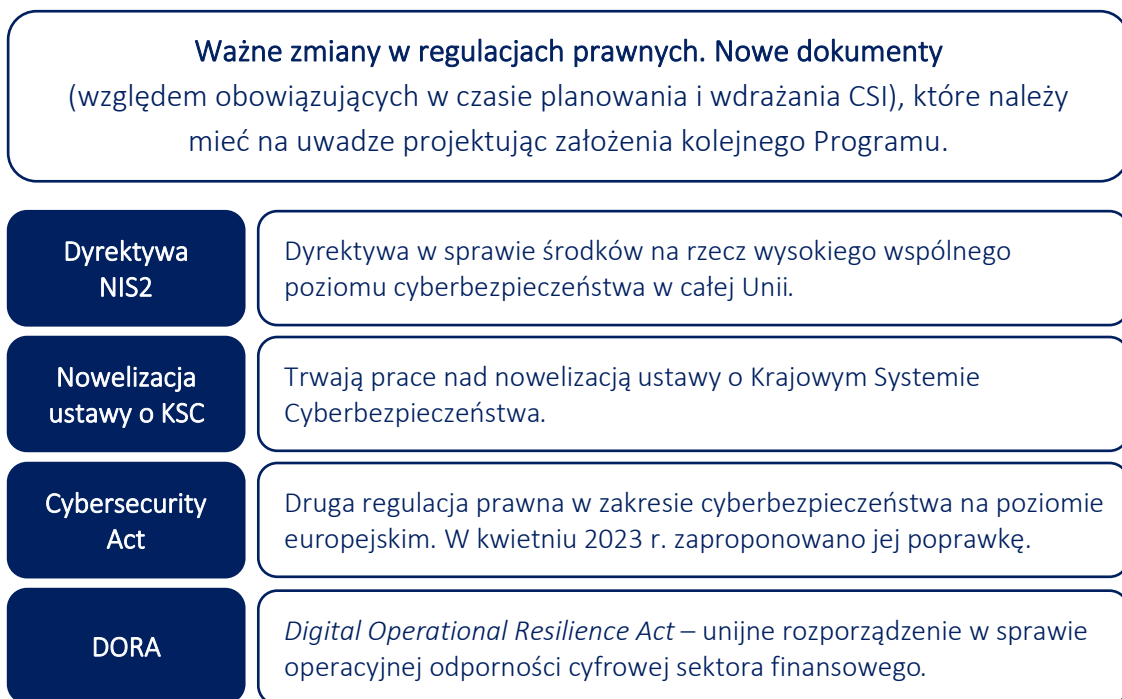 Ważne zmiany w regulacjach prawnych. Nowe dokumenty
(względem obowiązujących w czasie planowania i wdrażania CSI), które należy
mieć na uwadze projektując założenia kolejnego Programu.
Dyrektywa
NIS2
Dyrektywa w sprawie środków na rzecz wysokiego wspólnego
poziomu cyberbezpieczeństwa w całej Unii.
Nowelizacja
ustawy o KSC
Trwają prace nad nowelizacją ustawy o Krajowym Systemie
Cyberbezpieczeństwa.
Cybersecurity
Act
Druga regulacja prawna w zakresie cyberbezpieczeństwa na poziomie
europejskim. W kwietniu 2023 r. zaproponowano jej poprawkę.
DORA
Digital Operational Resilience Act – unijne rozporządzenie w sprawie
operacyjnej odporności cyfrowej sektora finansowego.